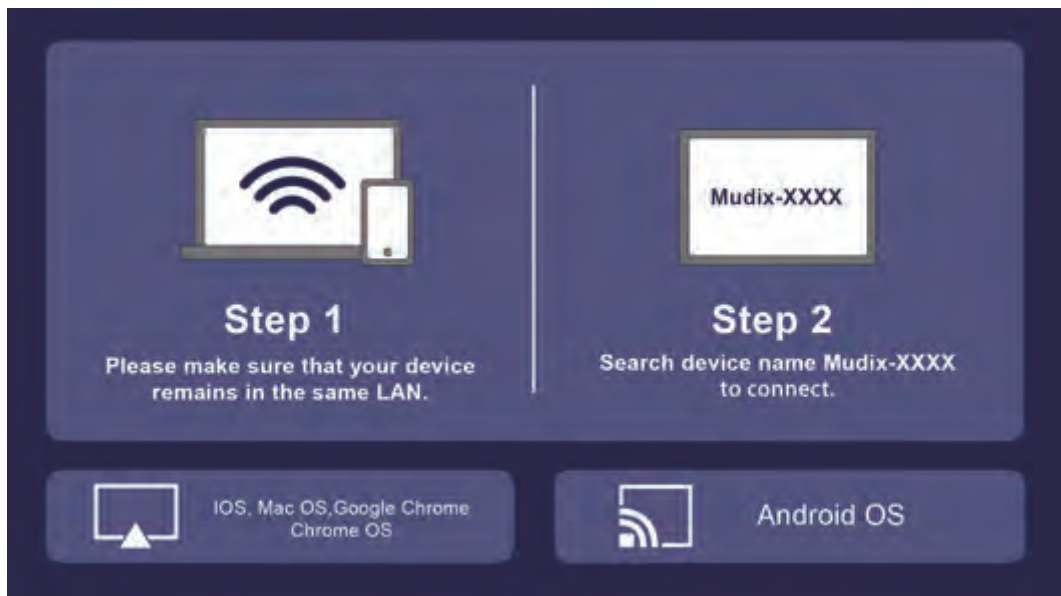 Mudix-XXXX
Step 1
Please make sure that your device
remains in the same LAN.
Step 2
Search device name Mudix-XXXX
to connect.
IOS, Mac OS,Google Chrome
Chrome OS
Android OS